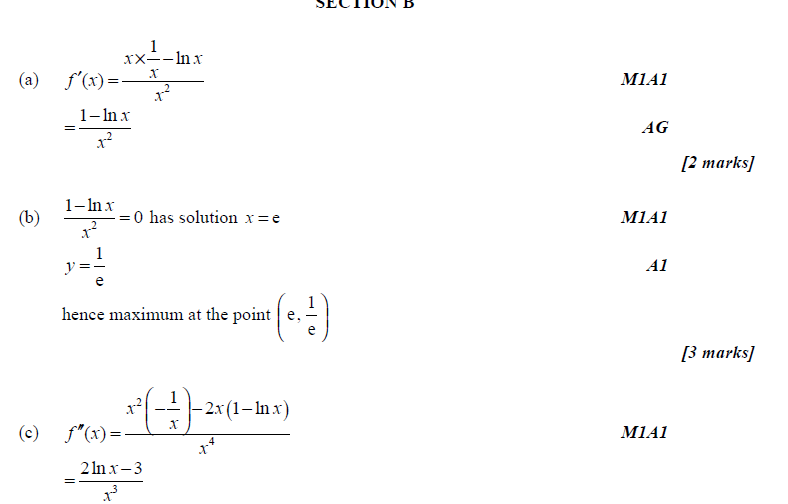 SECTION B
(a) f′(x) = (x × 1/x − ln x)/x² M1A1
= (1 − ln x)/x² AG
[2 marks]
(b) (1 − ln x)/x² = 0 has solution x = e M1A1
y = 1/e A1
hence maximum at the point (e, 1/e)
[3 marks]
(c) f″(x) = (x²(−1/x) − 2x(1 − ln x))/x⁴ M1A1
= (2 ln x − 3)/x³